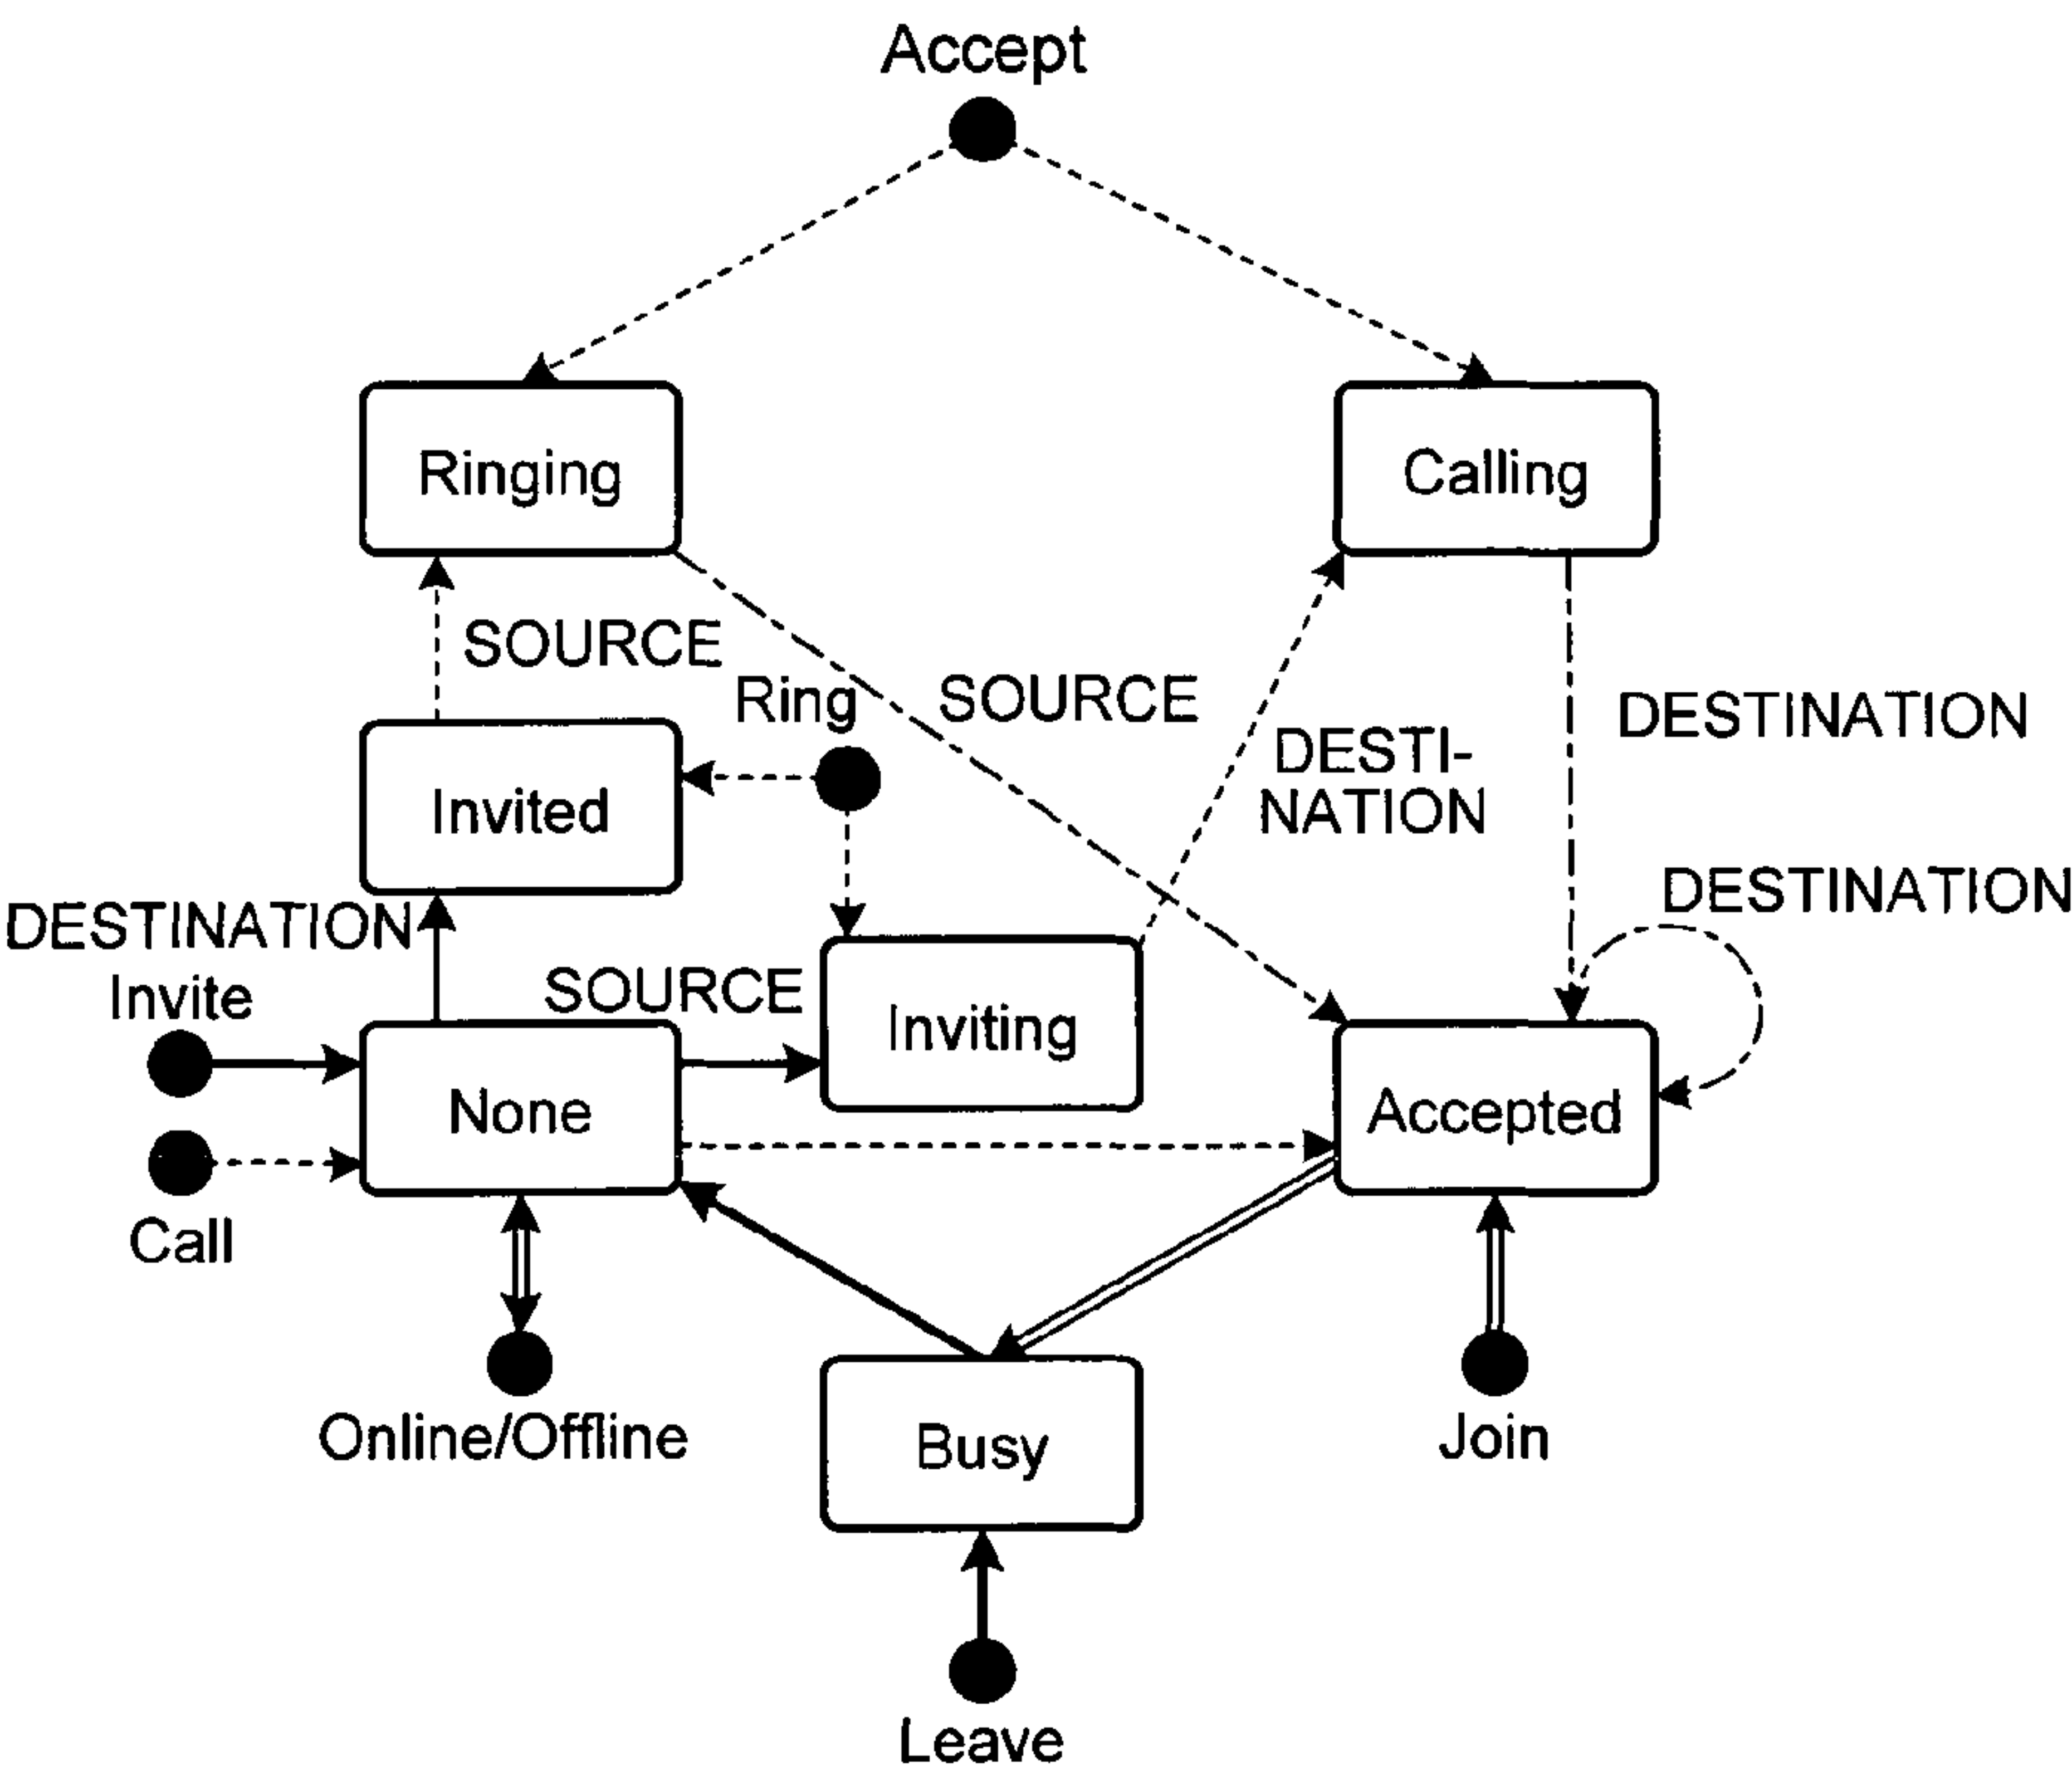 Accept
Ringing
Calling
SOURCE
Ring
SOURCE
DESTINATION
DESTI-
NATION
Invited
DESTINATION
DESTINATION
Invite
SOURCE
Inviting
None
Accepted
Call
Online/Offline
Busy
Join
Leave